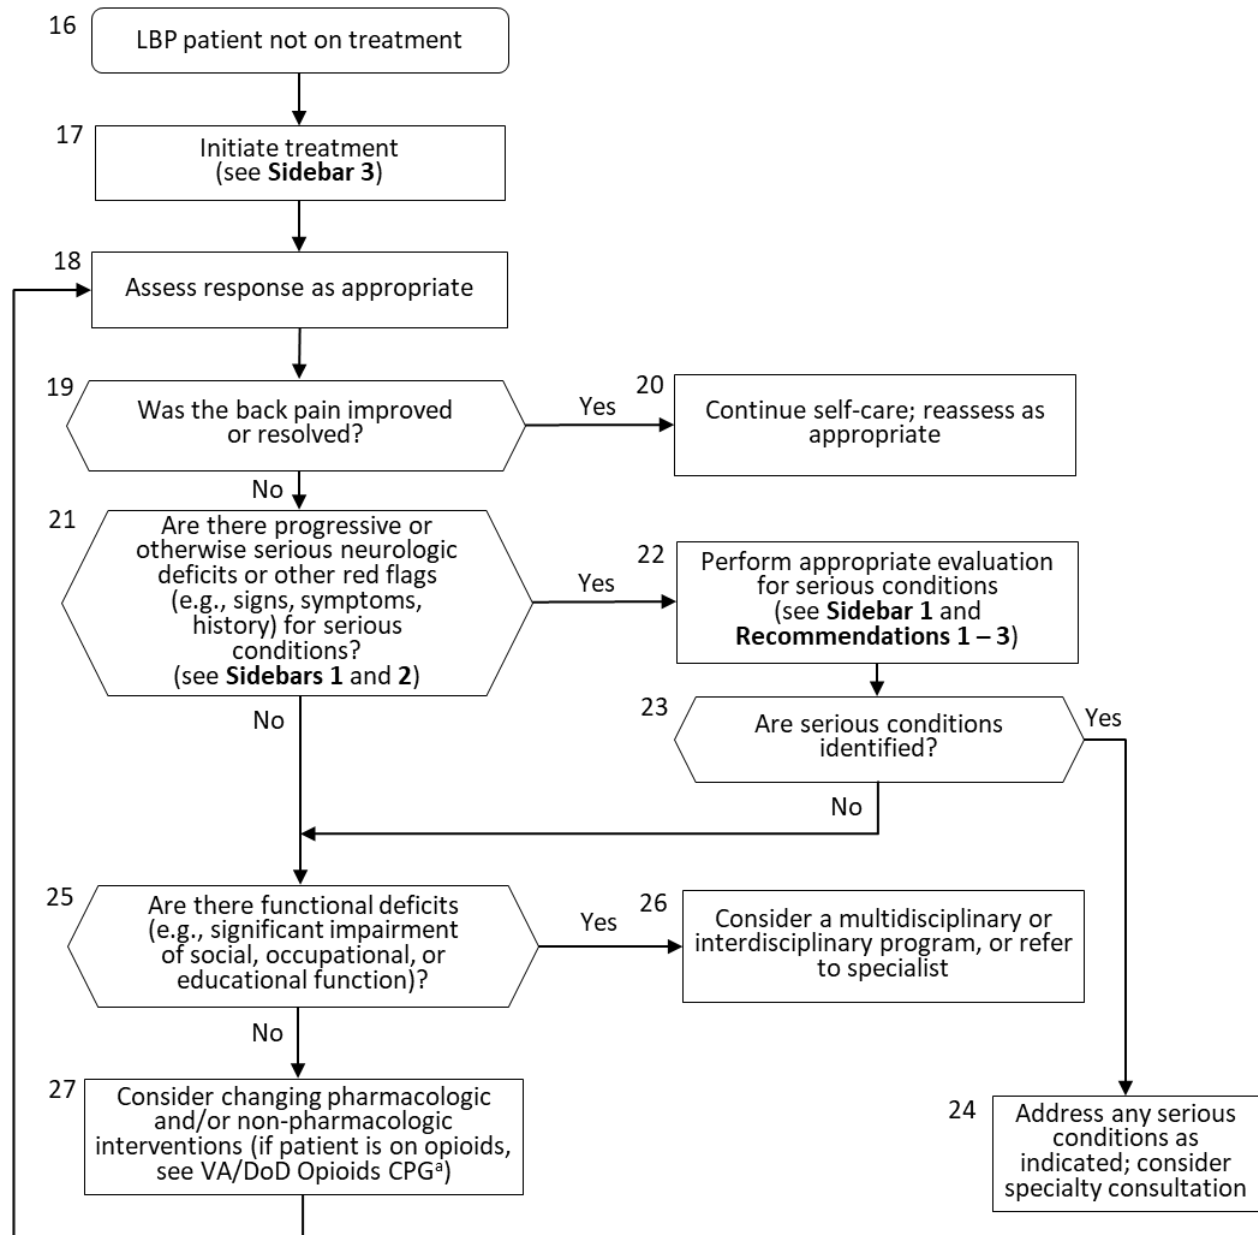 16
LBP patient not on treatment
17
Initiate treatment
(see Sidebar 3)
18
Assess response as appropriate
19
Was the back pain improved
or resolved?
Yes
20
Continue self-care; reassess as
appropriate
No
21
Are there progressive or
otherwise serious neurologic
deficits or other red flags
(e.g., signs, symptoms,
history) for serious
conditions?
(see Sidebars 1 and 2)
Yes
22
Perform appropriate evaluation
for serious conditions
(see Sidebar 1 and
Recommendations 1 – 3)
No
23
Are serious conditions
identified?
Yes
No
25
Are there functional deficits
(e.g., significant impairment
of social, occupational, or
educational function)?
Yes
26
Consider a multidisciplinary or
interdisciplinary program, or refer
to specialist
No
27
Consider changing pharmacologic
and/or non-pharmacologic
interventions (if patient is on opioids,
see VA/DoD Opioids CPGᵃ)
24
Address any serious
conditions as
indicated; consider
specialty consultation